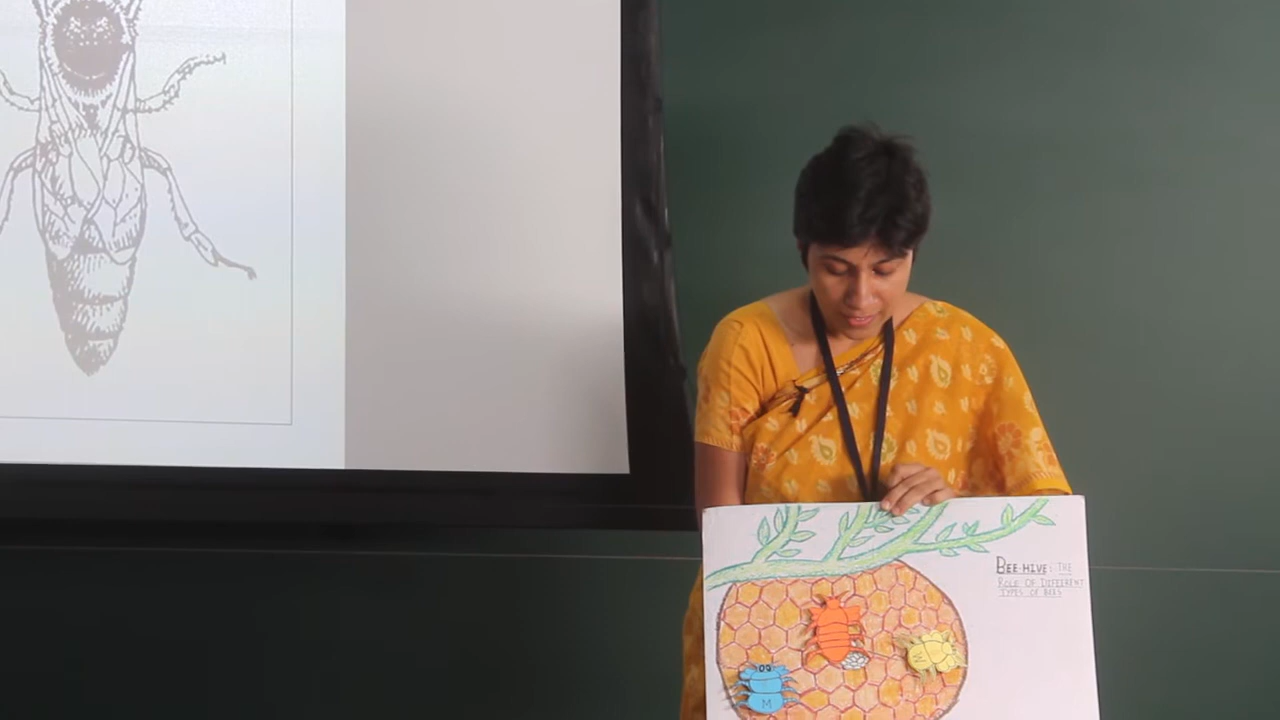 BEE-HIVE: THE
ROLE OF DIFFERENT
TYPES OF BEES
M